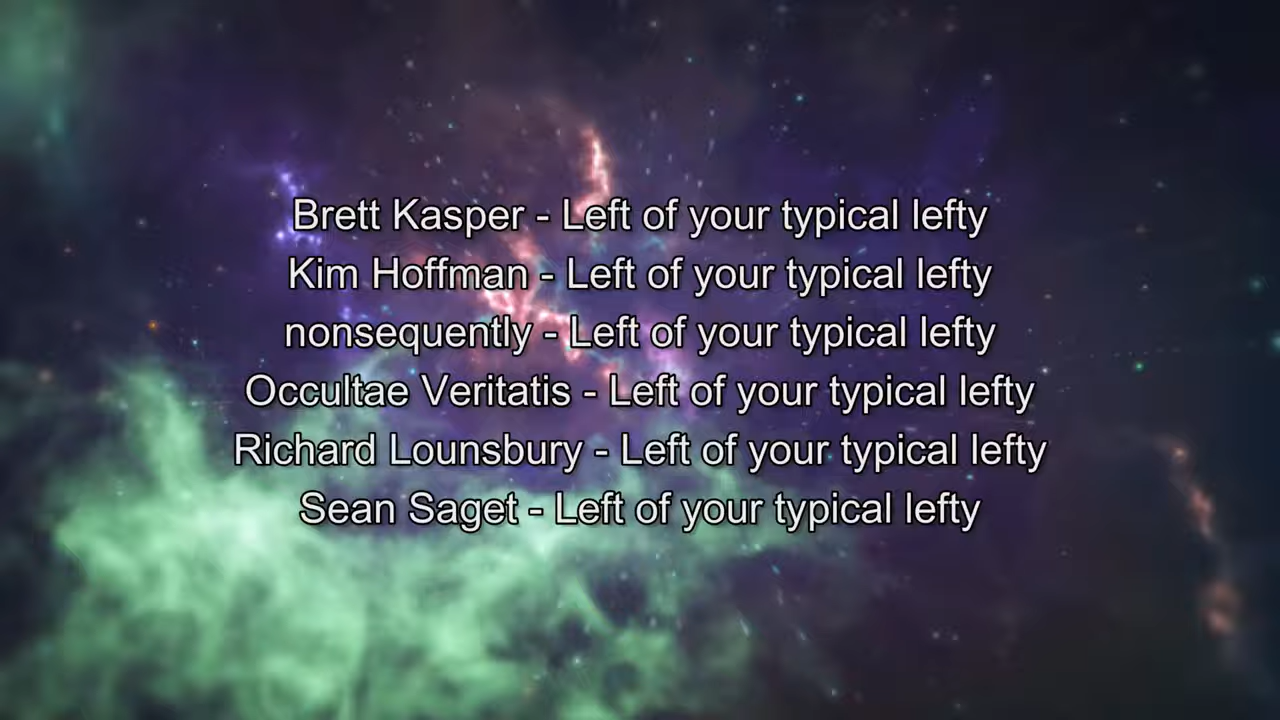 Brett Kasper - Left of your typical lefty
Kim Hoffman - Left of your typical lefty
nonsequently - Left of your typical lefty
Occultae Veritatis - Left of your typical lefty
Richard Lounsbury - Left of your typical lefty
Sean Saget - Left of your typical lefty